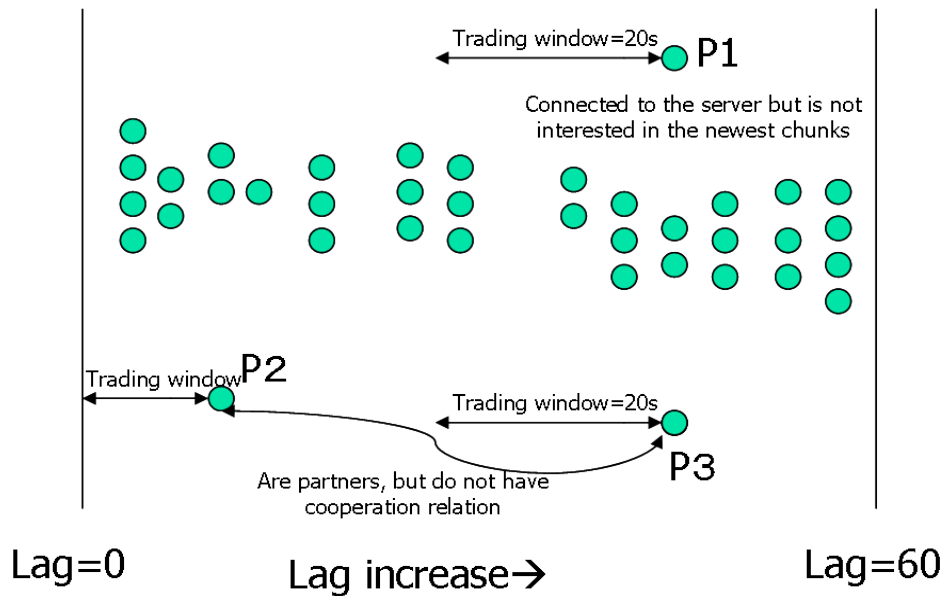 Trading window=20s
P1
Connected to the server but is not
interested in the newest chunks
P2
Trading window
Trading window=20s
P3
Are partners, but do not have
cooperation relation
Lag=0
Lag increase→
Lag=60